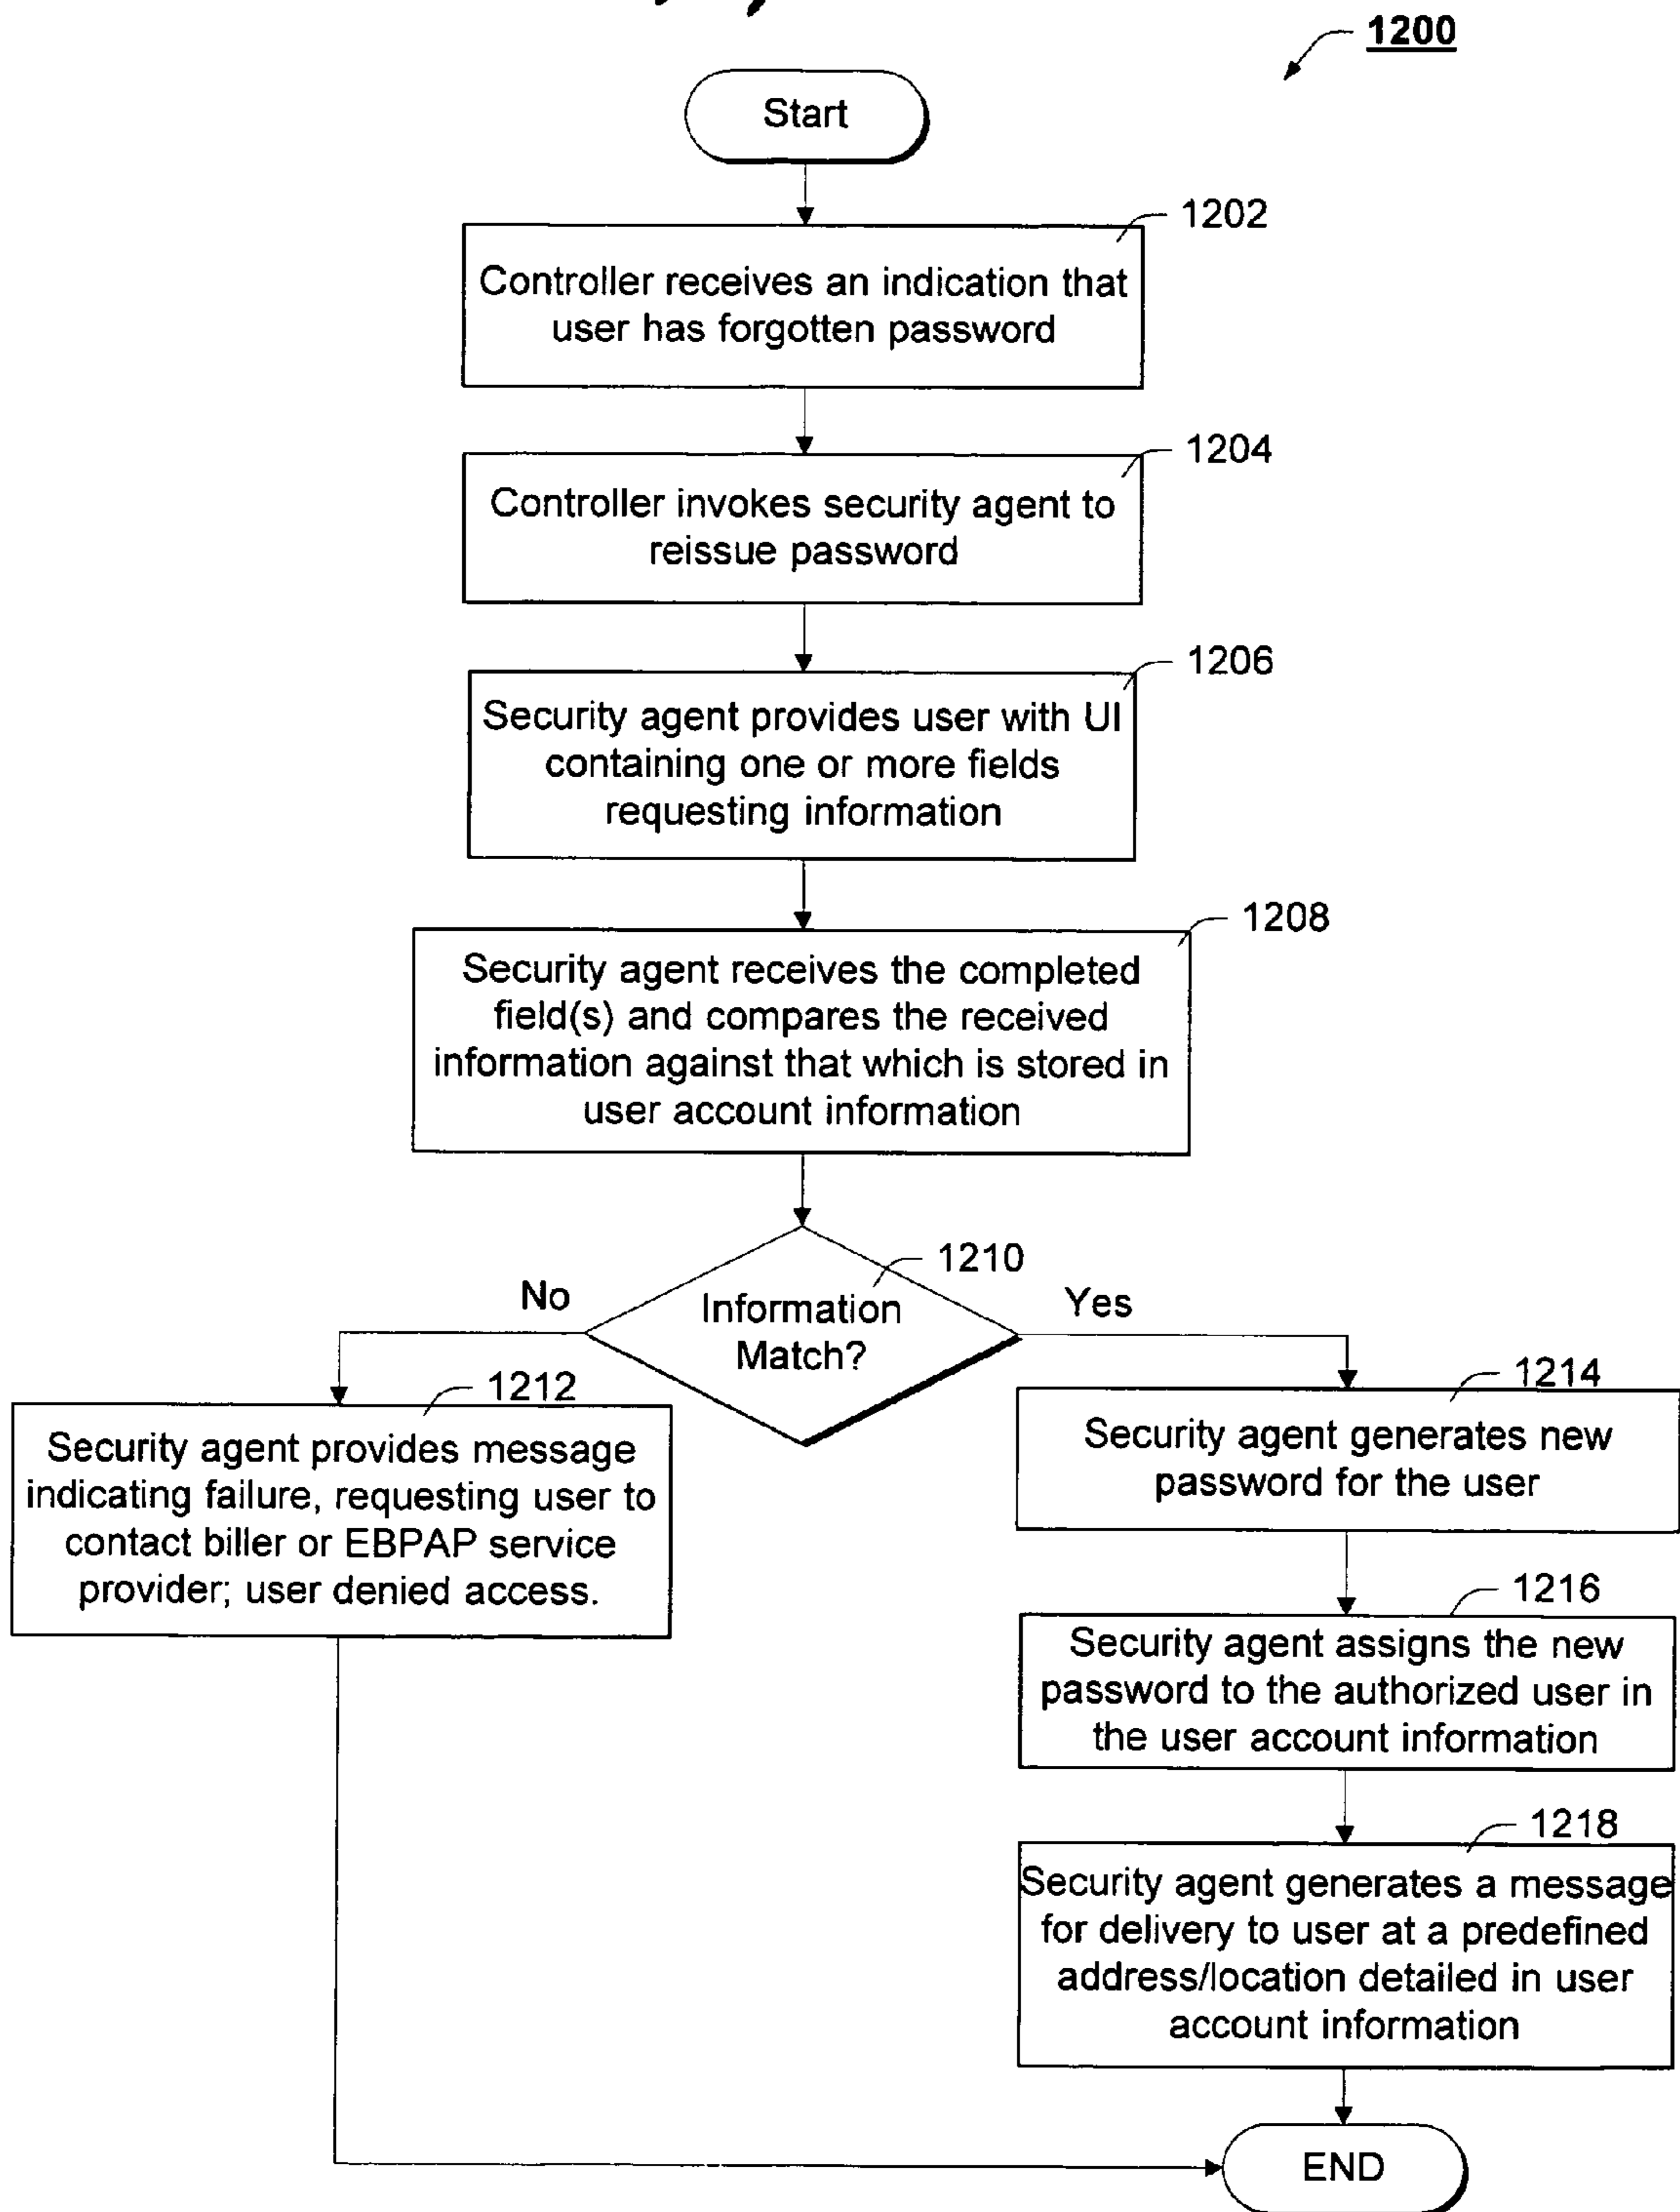 1200
Start
1202
Controller receives an indication that
user has forgotten password
1204
Controller invokes security agent to
reissue password
1206
Security agent provides user with UI
containing one or more fields
requesting information
1208
Security agent receives the completed
field(s) and compares the received
information against that which is stored in
user account information
1210
Information
Match?
No
Yes
1212
Security agent provides message
indicating failure, requesting user to
contact biller or EBPAP service
provider; user denied access.
1214
Security agent generates new
password for the user
1216
Security agent assigns the new
password to the authorized user in
the user account information
1218
Security agent generates a message
for delivery to user at a predefined
address/location detailed in user
account information
END